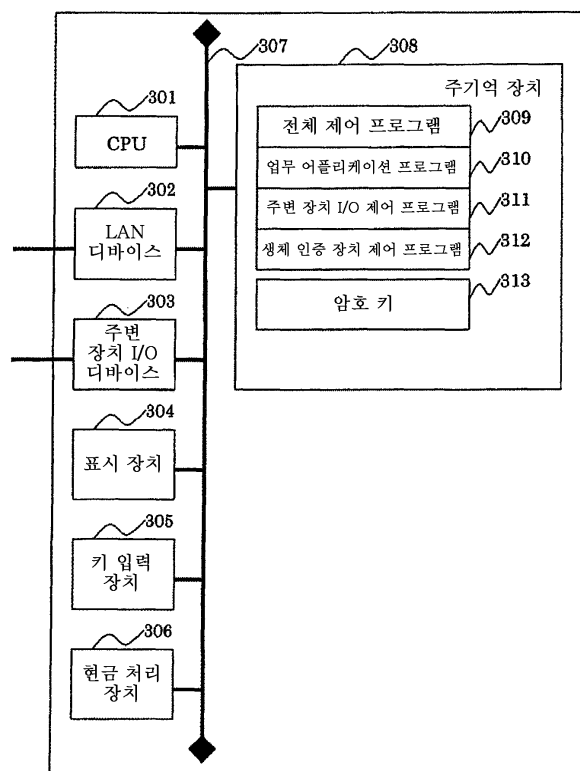 307
308
주기억 장치
301
CPU
전체 제어 프로그램
309
업무 어플리케이션 프로그램
310
302
LAN
디바이스
주변 장치 I/O 제어 프로그램
311
생체 인증 장치 제어 프로그램
312
303
주변
장치 I/O
디바이스
암호 키
313
304
표시 장치
305
키 입력
장치
306
현금 처리
장치